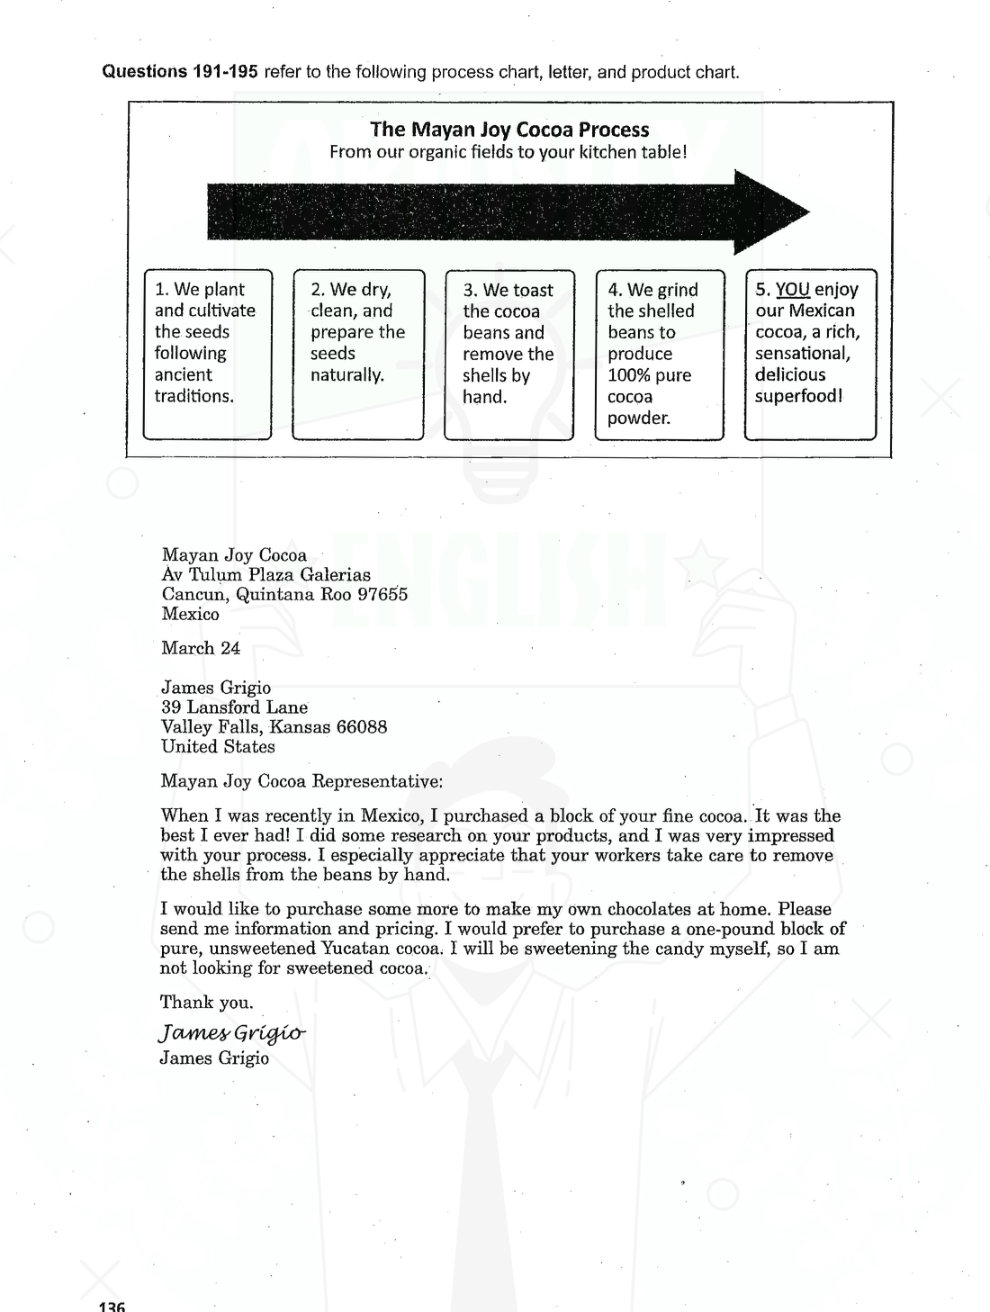 Questions 191-195 refer to the following process chart, letter, and product chart.
The Mayan Joy Cocoa Process
From our organic fields to your kitchen table!
1. We plant
and cultivate
the seeds
following
ancient
traditions.
2. We dry,
clean, and
prepare the
seeds
naturally.
3. We toast
the cocoa
beans and
remove the
shells by
hand.
4. We grind
the shelled
beans to
produce
100% pure
cocoa
powder.
5. YOU enjoy
our Mexican
cocoa, a rich,
sensational,
delicious
superfood!
ENGLISH
Mayan Joy Cocoa
Av Tulum Plaza Galerias
Cancun, Quintana Roo 97655
Mexico
March 24
James Grigio
39 Lansford Lane
Valley Falls, Kansas 66088
United States
Mayan Joy Cocoa Representative:
When I was recently in Mexico, I purchased a block of your fine cocoa. It was the
best I ever had! I did some research on your products, and I was very impressed
with your process. I especially appreciate that your workers take care to remove
the shells from the beans by hand.
I would like to purchase some more to make my own chocolates at home. Please
send me information and pricing. I would prefer to purchase a one-pound block of
pure, unsweetened Yucatan cocoa. I will be sweetening the candy myself, so I am
not looking for sweetened cocoa.
Thank you.
James Grigio
James Grigio
136